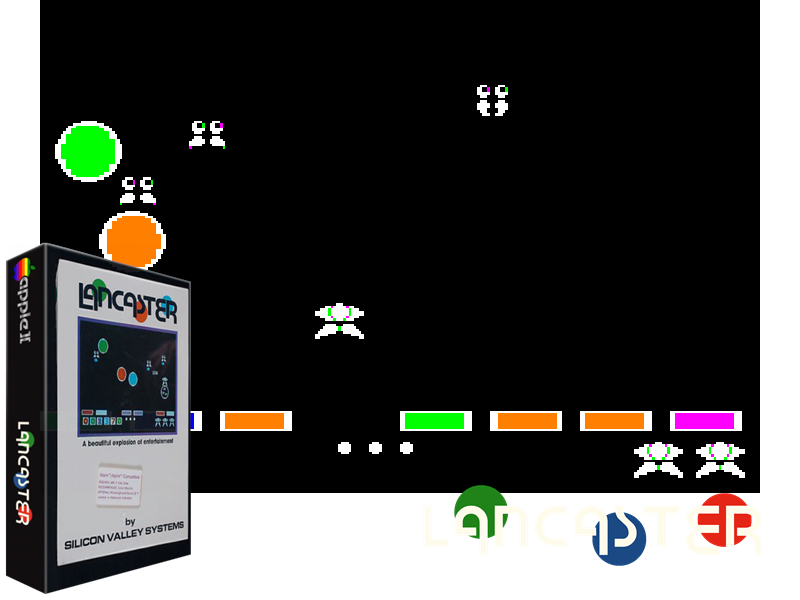 apple II
LANCASTER
LANCASTER
A beautiful explosion of entertainment
by
SILICON VALLEY SYSTEMS
LANCASTER